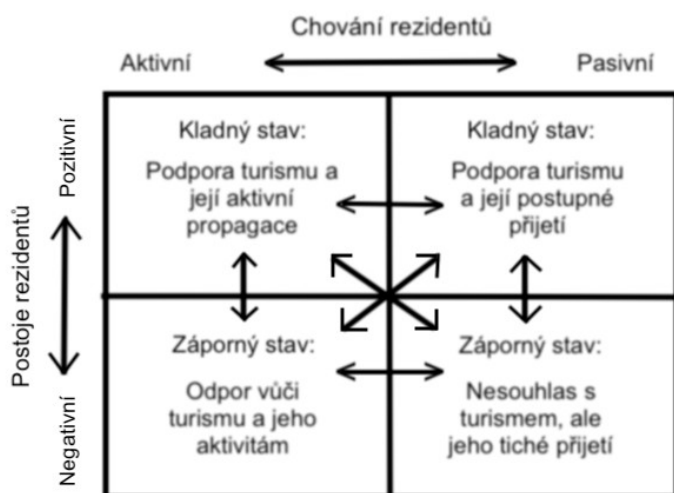 Chování rezidentů
Aktivní
Pasivní
Postoje rezidentů
Pozitivní
Negativní
Kladný stav:
Podpora turismu a
její aktivní
propagace
Kladný stav:
Podpora turismu
a její postupné
přijetí
Záporný stav:
Odpor vůči
turismu a jeho
aktivitám
Záporný stav:
Nesouhlas s
turismem, ale
jeho tiché přijetí